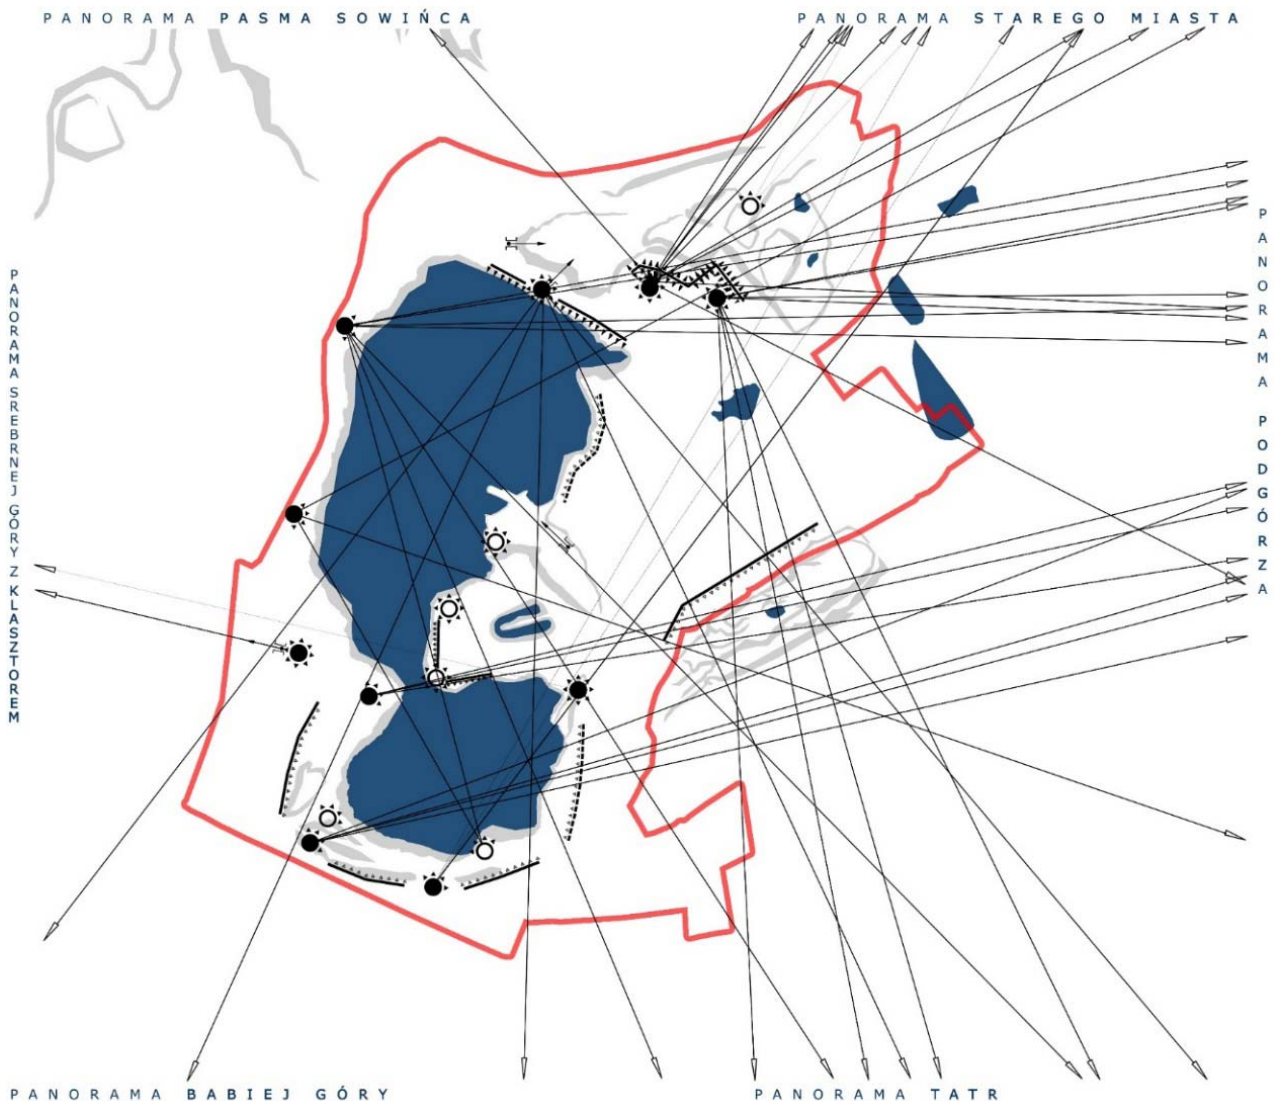 PANORAMA PASMA SOWIŃCA
PANORAMA STAREGO MIASTA
PANORAMA SREBRNEJ GÓRY Z KLASZTOREM
PANORAMA PODGÓRZA
PANORAMA BABIEJ GÓRY
PANORAMA TATR